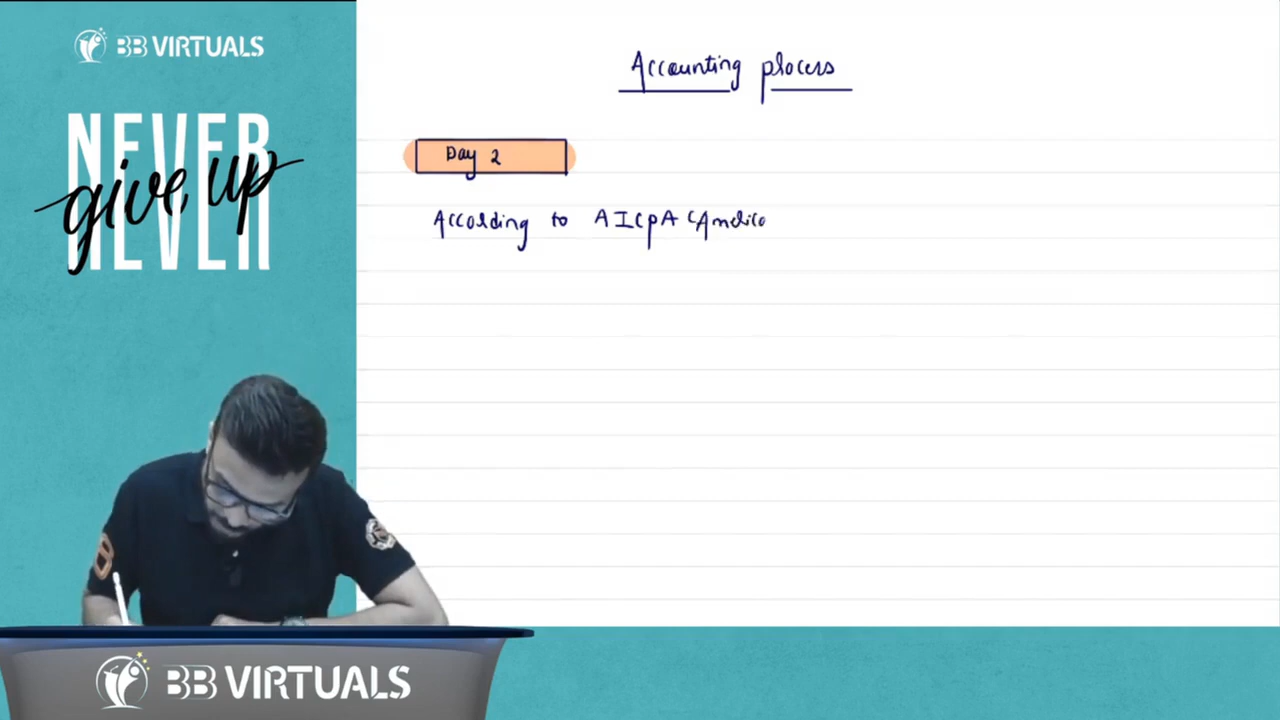 BB VIRTUALS
NEVER
give up
NEVER
Accounting process
Day 2
According to AICPA (America
BB VIRTUALS